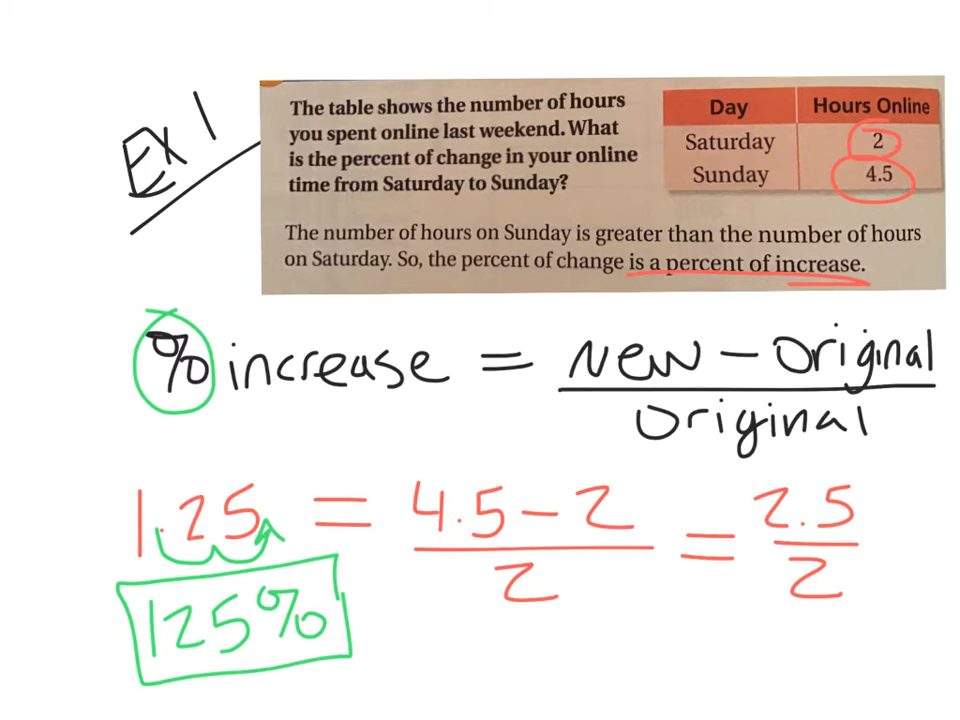 Ex 1
The table shows the number of hours
you spent online last weekend. What
is the percent of change in your online
time from Saturday to Sunday?
Day Hours Online
Saturday 2
Sunday 4.5
The number of hours on Sunday is greater than the number of hours
on Saturday. So, the percent of change is a percent of increase.
% increase = New - Original
Original
1.25 = 4.5 - 2 = 2.5
2 2
125%